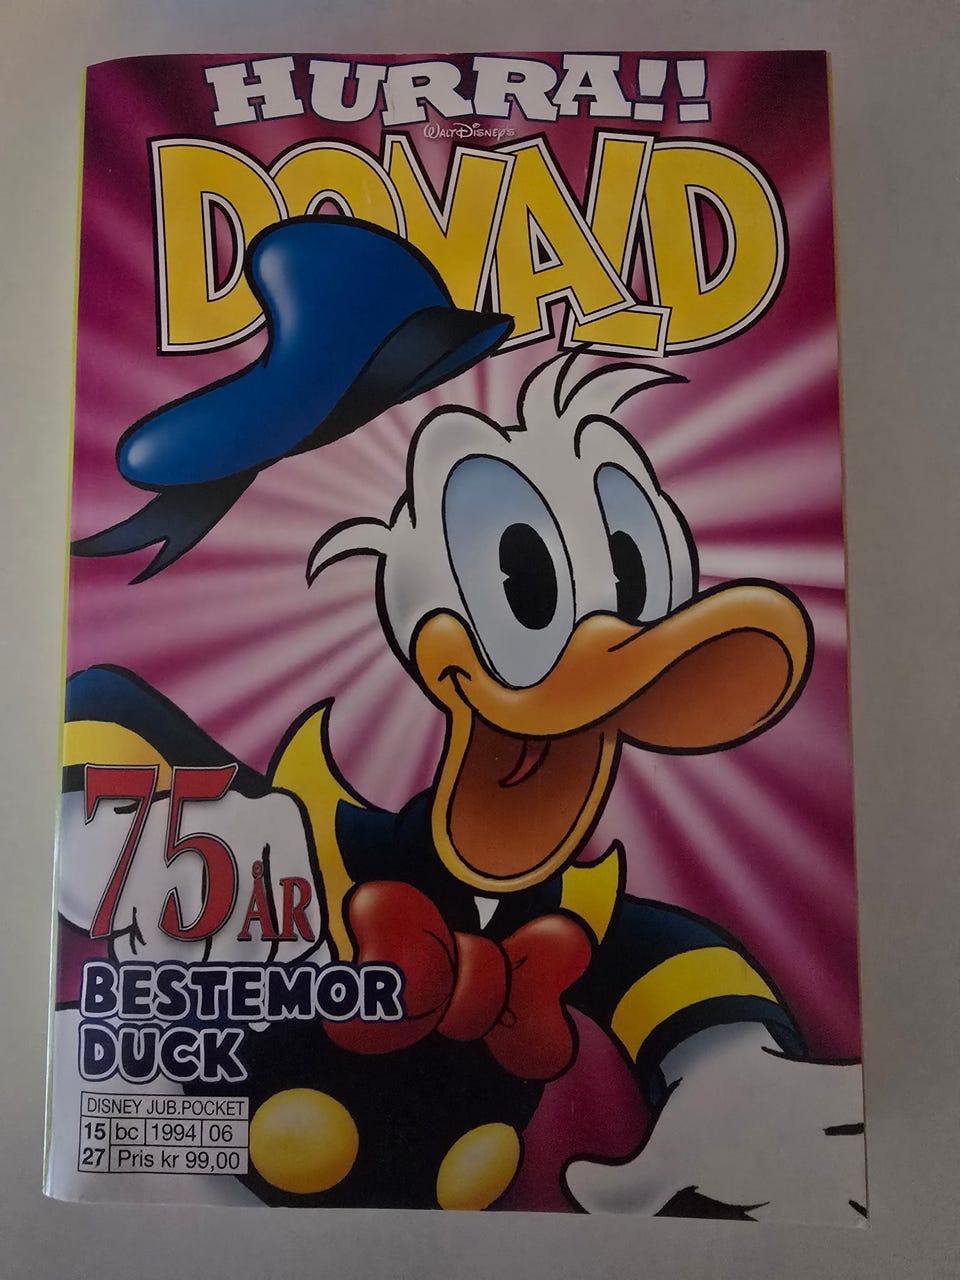 HURRA!!
WALT DISNEY'S
DONALD
75 ÅR
BESTEMOR
DUCK
DISNEY JUB.POCKET
15 bc 1994 06
27 Pris kr 99,00